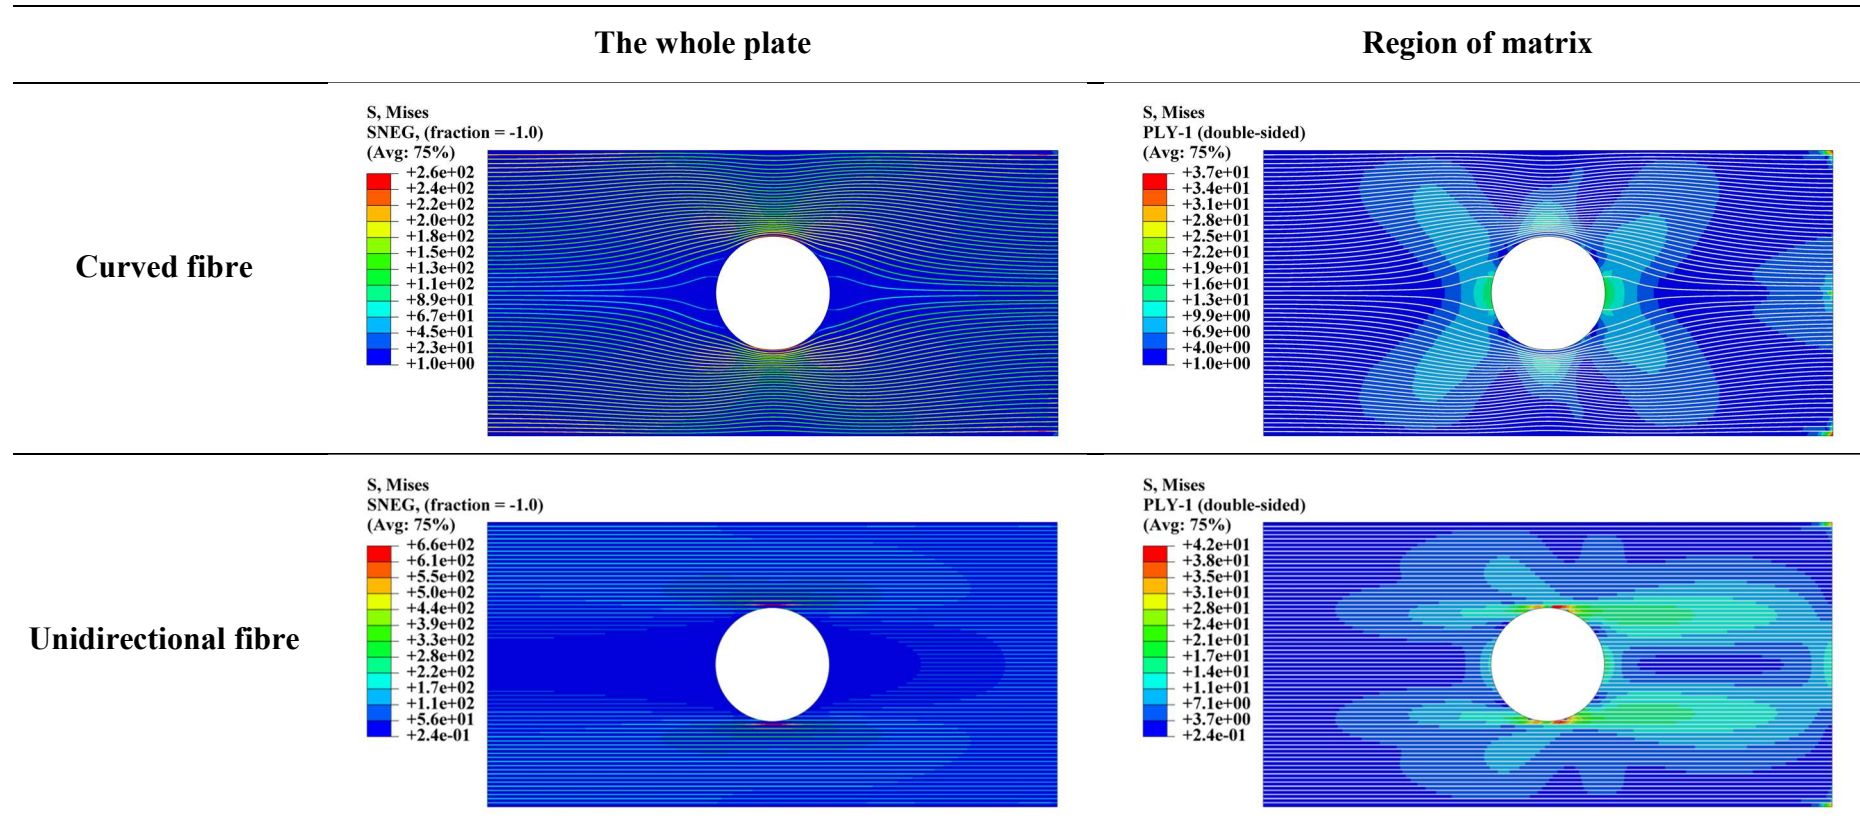 The whole plate
Region of matrix
Curved fibre
S, Mises
SNEG, (fraction = -1.0)
(Avg: 75%)
+2.6e+02
+2.4e+02
+2.2e+02
+2.0e+02
+1.8e+02
+1.5e+02
+1.3e+02
+1.1e+02
+8.9e+01
+6.7e+01
+4.5e+01
+2.3e+01
+1.0e+00
S, Mises
PLY-1 (double-sided)
(Avg: 75%)
+3.7e+01
+3.4e+01
+3.1e+01
+2.8e+01
+2.5e+01
+2.2e+01
+1.9e+01
+1.6e+01
+1.3e+01
+9.9e+00
+6.9e+00
+4.0e+00
+1.0e+00
Unidirectional fibre
S, Mises
SNEG, (fraction = -1.0)
(Avg: 75%)
+6.6e+02
+6.1e+02
+5.5e+02
+5.0e+02
+4.4e+02
+3.9e+02
+3.3e+02
+2.8e+02
+2.2e+02
+1.7e+02
+1.1e+02
+5.6e+01
+2.4e-01
S, Mises
PLY-1 (double-sided)
(Avg: 75%)
+4.2e+01
+3.8e+01
+3.5e+01
+3.1e+01
+2.8e+01
+2.4e+01
+2.1e+01
+1.7e+01
+1.4e+01
+1.1e+01
+7.1e+00
+3.7e+00
+2.4e-01